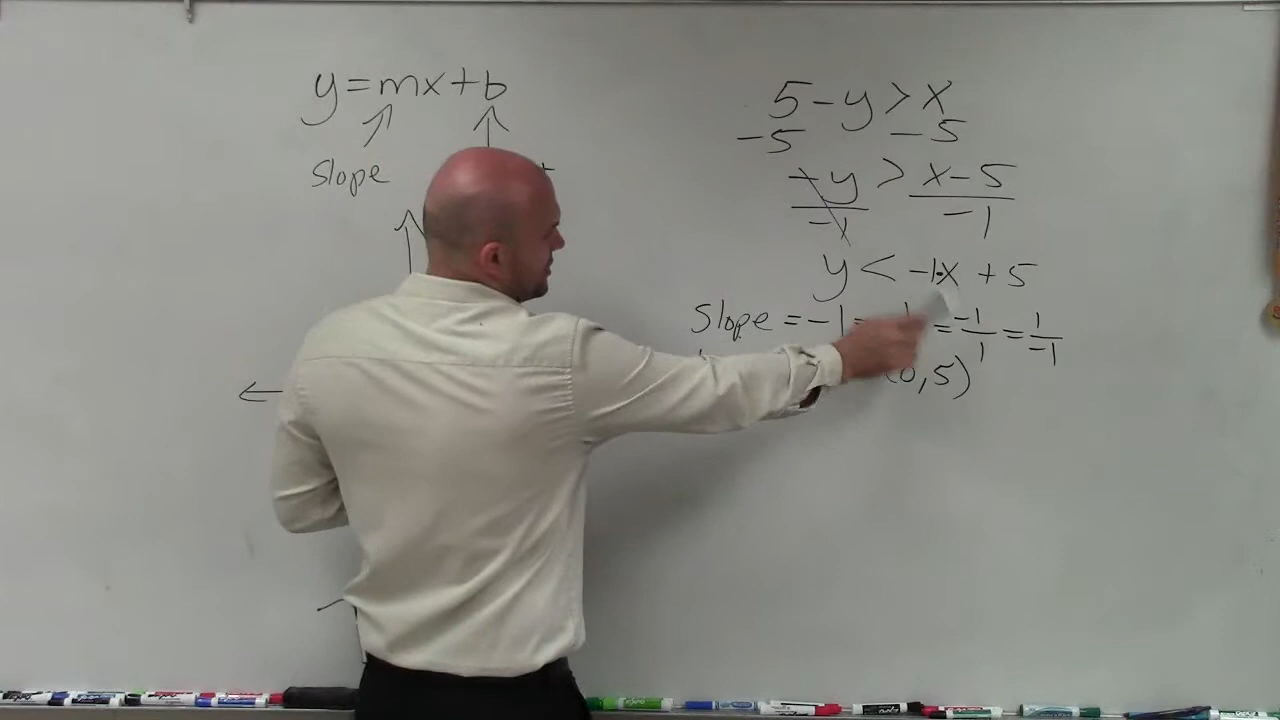 y=mx+b
slope
5-y>x
-5 -5
-y > x-5
-1 -1
y < -1x + 5
Slope = -1 = = -1/1 = 1/-1
(0,5)